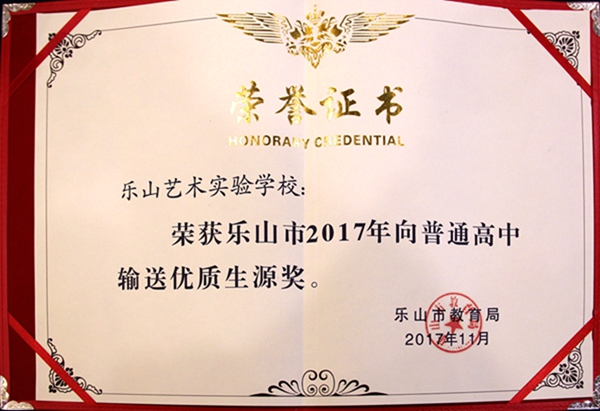 荣誉证书
HONORARY CREDENTIAL
乐山艺术实验学校：
荣获乐山市2017年向普通高中
输送优质生源奖。
乐山市教育局
2017年11月